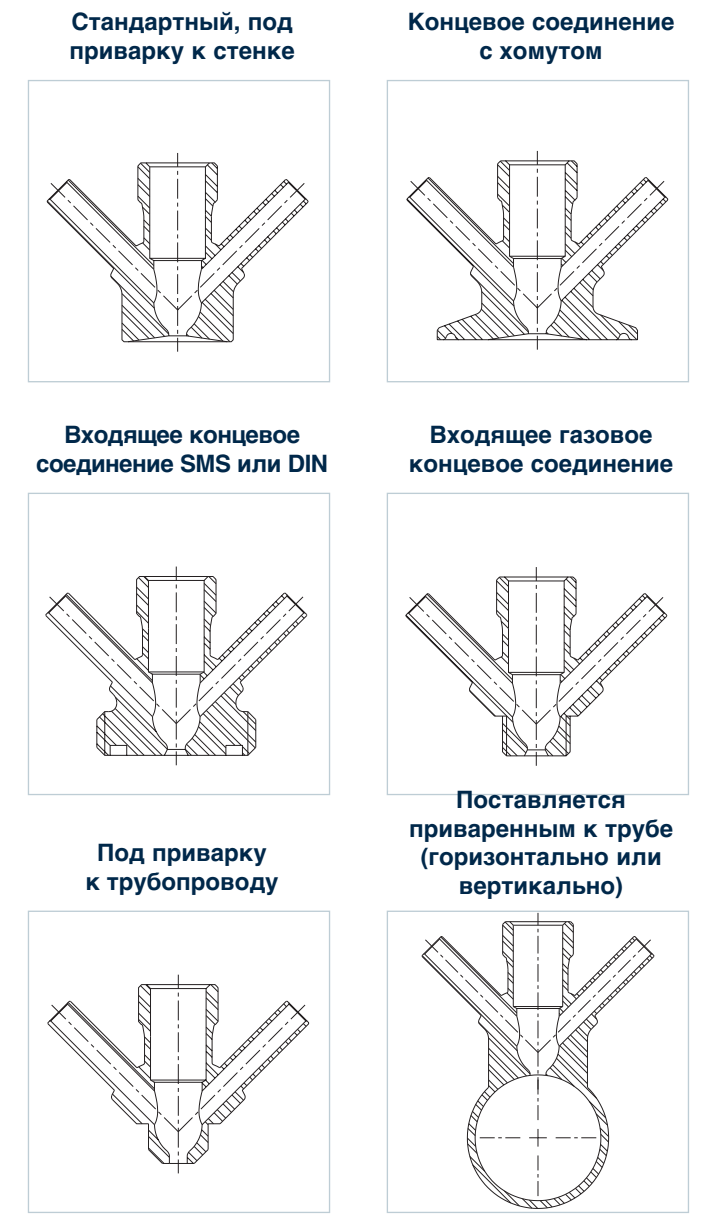 Стандартный, под
приварку к стенке
Концевое соединение
с хомутом
Входящее концевое
соединение SMS или DIN
Входящее газовое
концевое соединение
Под приварку
к трубопроводу
Поставляется
приваренным к трубе
(горизонтально или
вертикально)